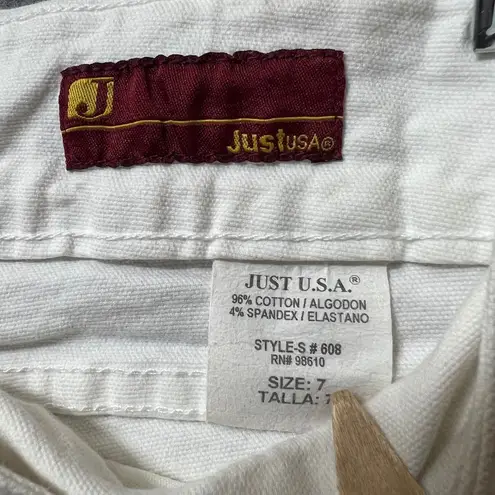 J
JustUSA®
JUST U.S.A.®
96% COTTON / ALGODON
4% SPANDEX / ELASTANO
STYLE-S # 608
RN# 98610
SIZE: 7
TALLA: